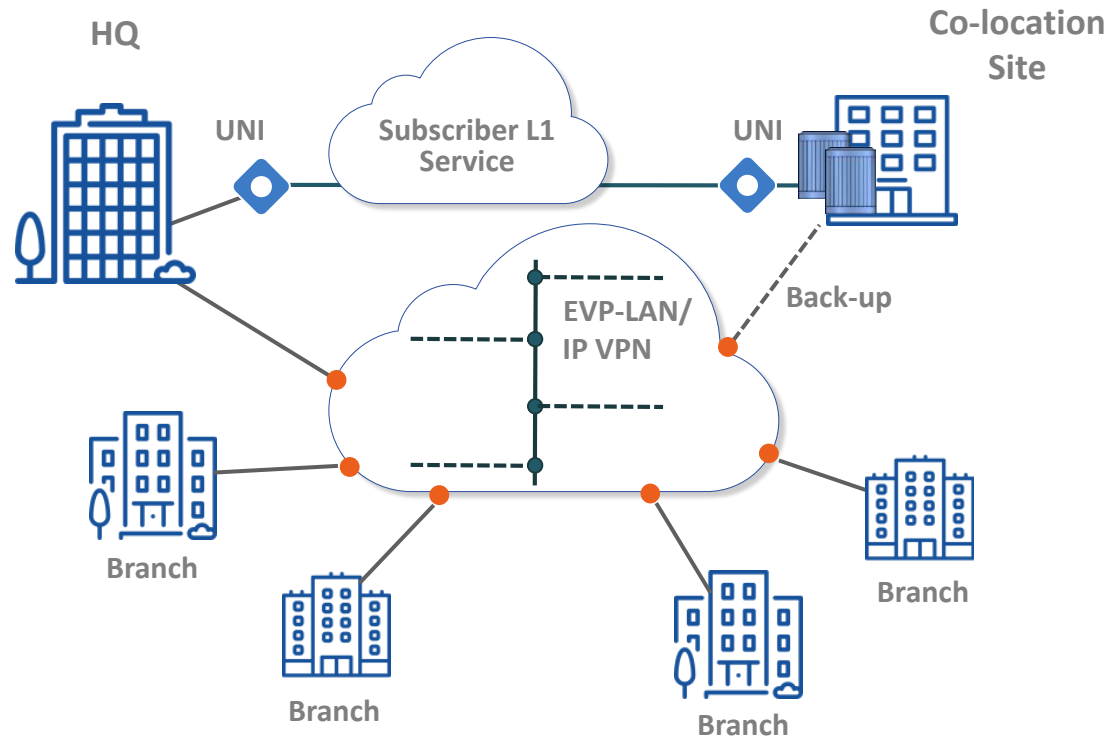 HQ
Co-location
Site
UNI
Subscriber L1
Service
UNI
EVP-LAN/
IP VPN
Back-up
Branch
Branch
Branch
Branch